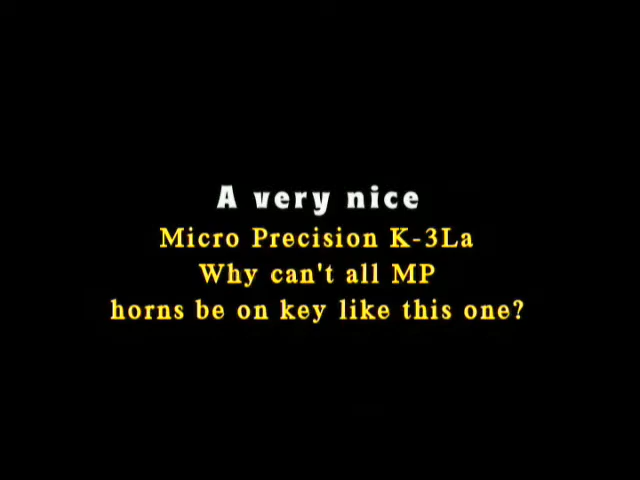 A very nice
Micro Precision K-3La
Why can't all MP
horns be on key like this one?